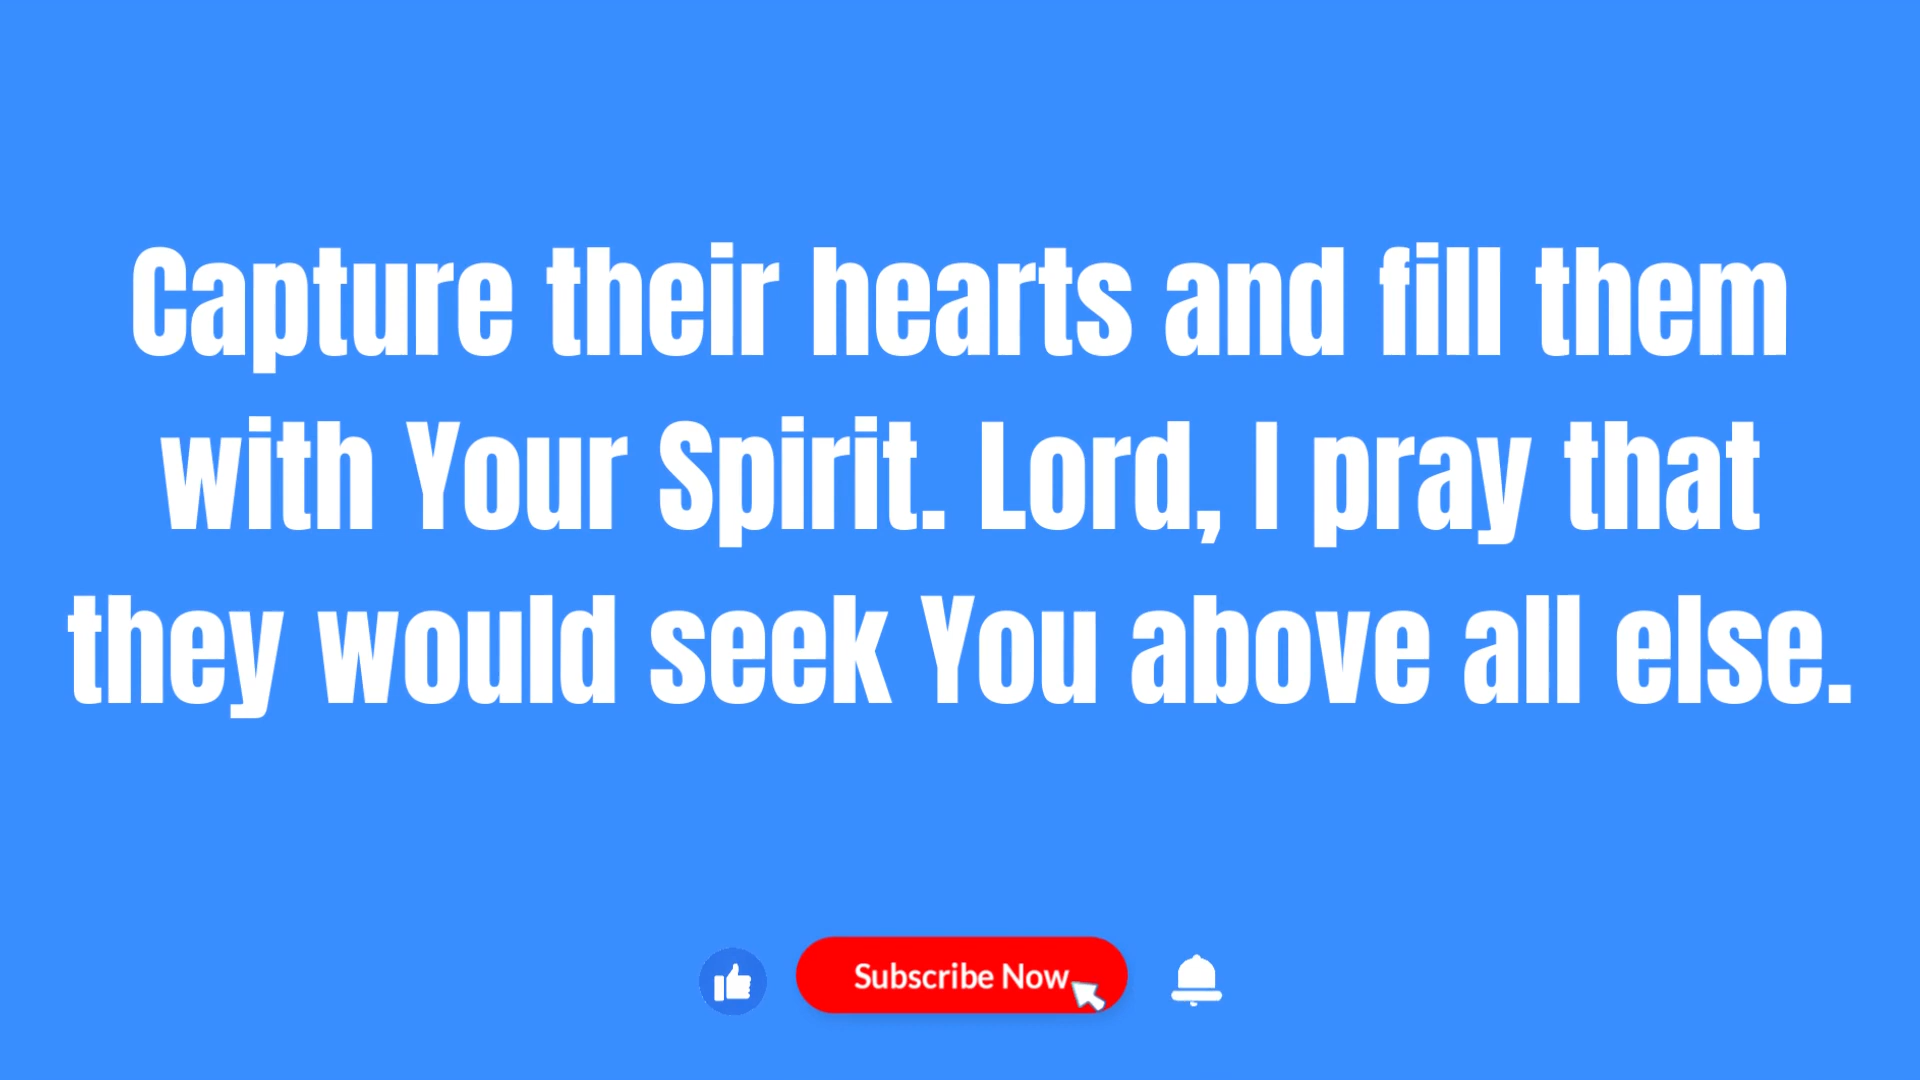 Capture their hearts and fill them
with Your Spirit. Lord, I pray that
they would seek You above all else.
Subscribe Now